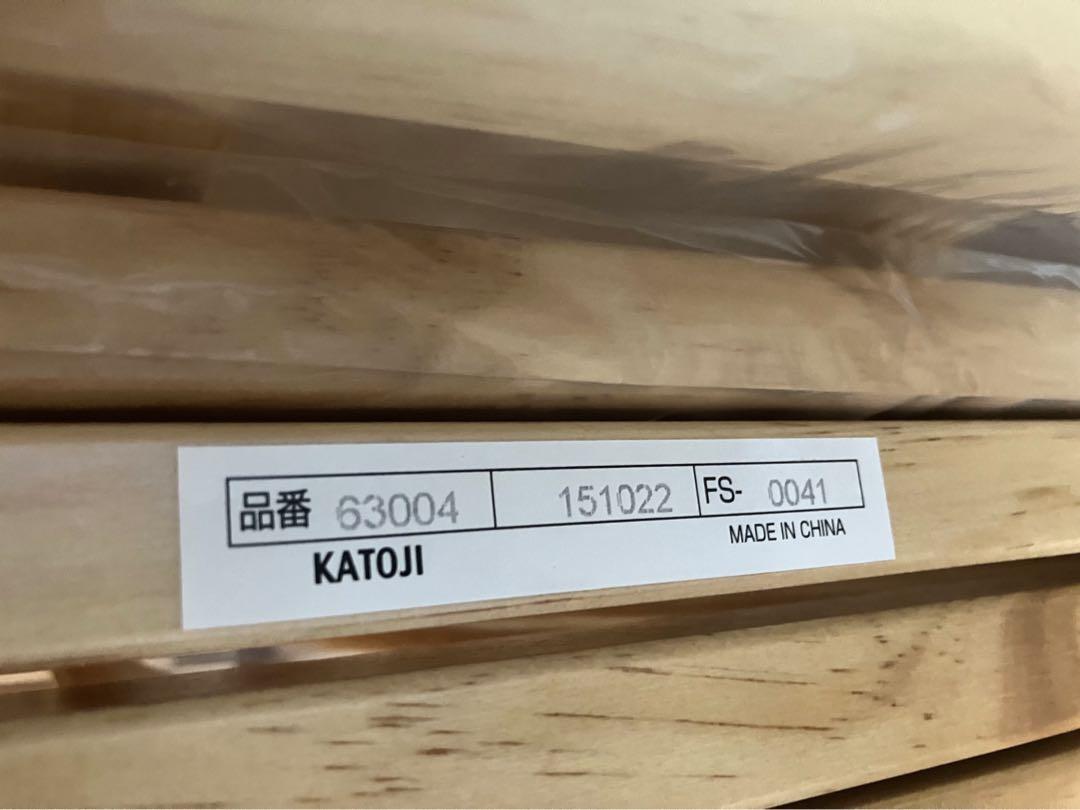 品番 63004 151022 FS- 0041
KATOJI MADE IN CHINA